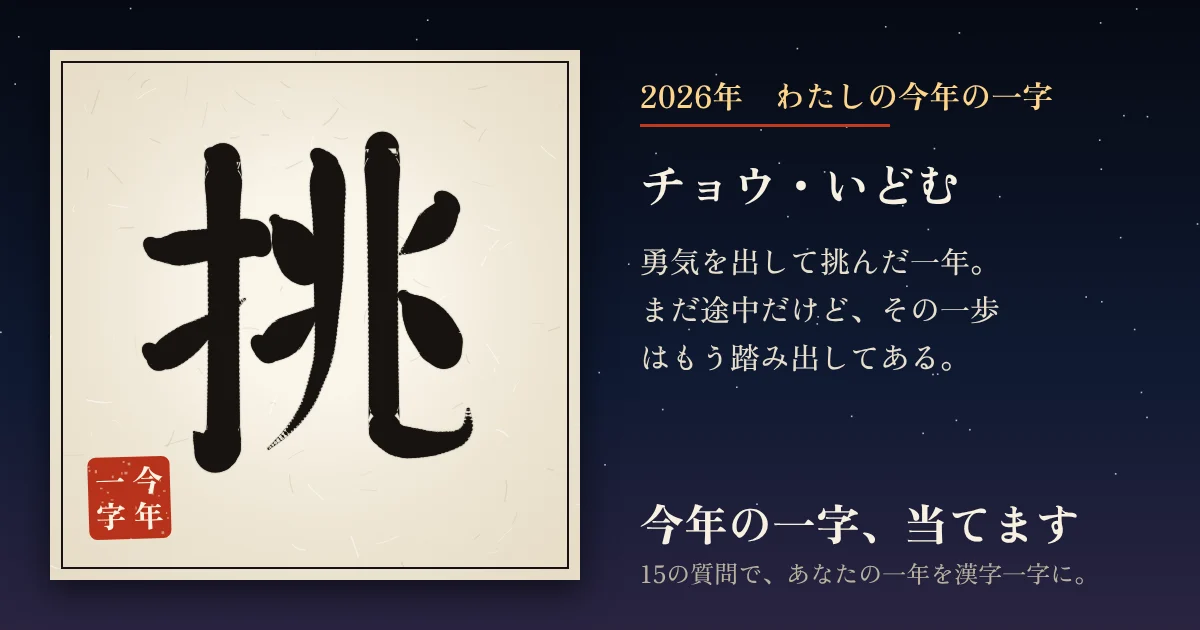 挑
今年
一字
2026年　わたしの今年の一字
チョウ・いどむ
勇気を出して挑んだ一年。
まだ途中だけど、その一歩
はもう踏み出してある。
今年の一字、当てます
15の質問で、あなたの一年を漢字一字に。